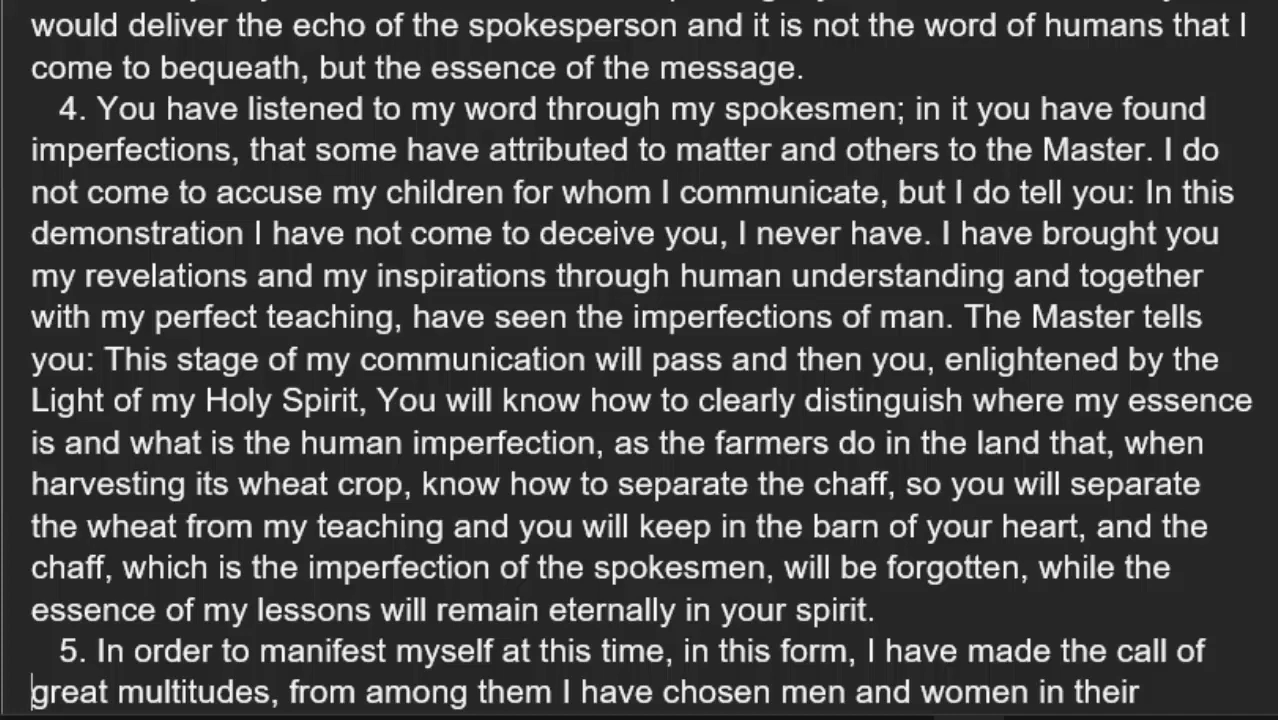 would deliver the echo of the spokesperson and it is not the word of humans that I
come to bequeath, but the essence of the message.
4. You have listened to my word through my spokesmen; in it you have found
imperfections, that some have attributed to matter and others to the Master. I do
not come to accuse my children for whom I communicate, but I do tell you: In this
demonstration I have not come to deceive you, I never have. I have brought you
my revelations and my inspirations through human understanding and together
with my perfect teaching, have seen the imperfections of man. The Master tells
you: This stage of my communication will pass and then you, enlightened by the
Light of my Holy Spirit, You will know how to clearly distinguish where my essence
is and what is the human imperfection, as the farmers do in the land that, when
harvesting its wheat crop, know how to separate the chaff, so you will separate
the wheat from my teaching and you will keep in the barn of your heart, and the
chaff, which is the imperfection of the spokesmen, will be forgotten, while the
essence of my lessons will remain eternally in your spirit.
5. In order to manifest myself at this time, in this form, I have made the call of
great multitudes, from among them I have chosen men and women in their